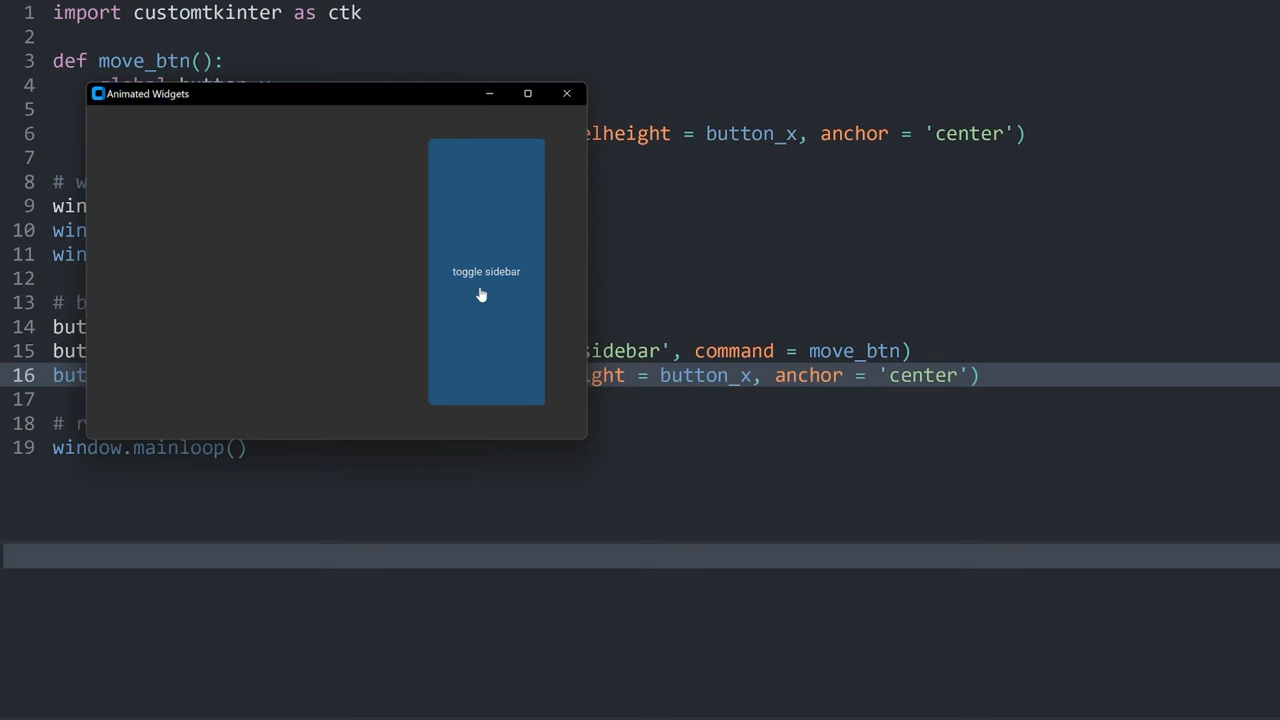 1 import customtkinter as ctk
2
3 def move_btn():
4
5
6 elheight = button_x, anchor = 'center')
7
8 # w
9 win
10 win
11 win
12
13 # b
14 but
15 but sidebar', command = move_btn)
16 but ght = button_x, anchor = 'center')
17
18 # r
19 window.mainloop()
Animated Widgets
toggle sidebar